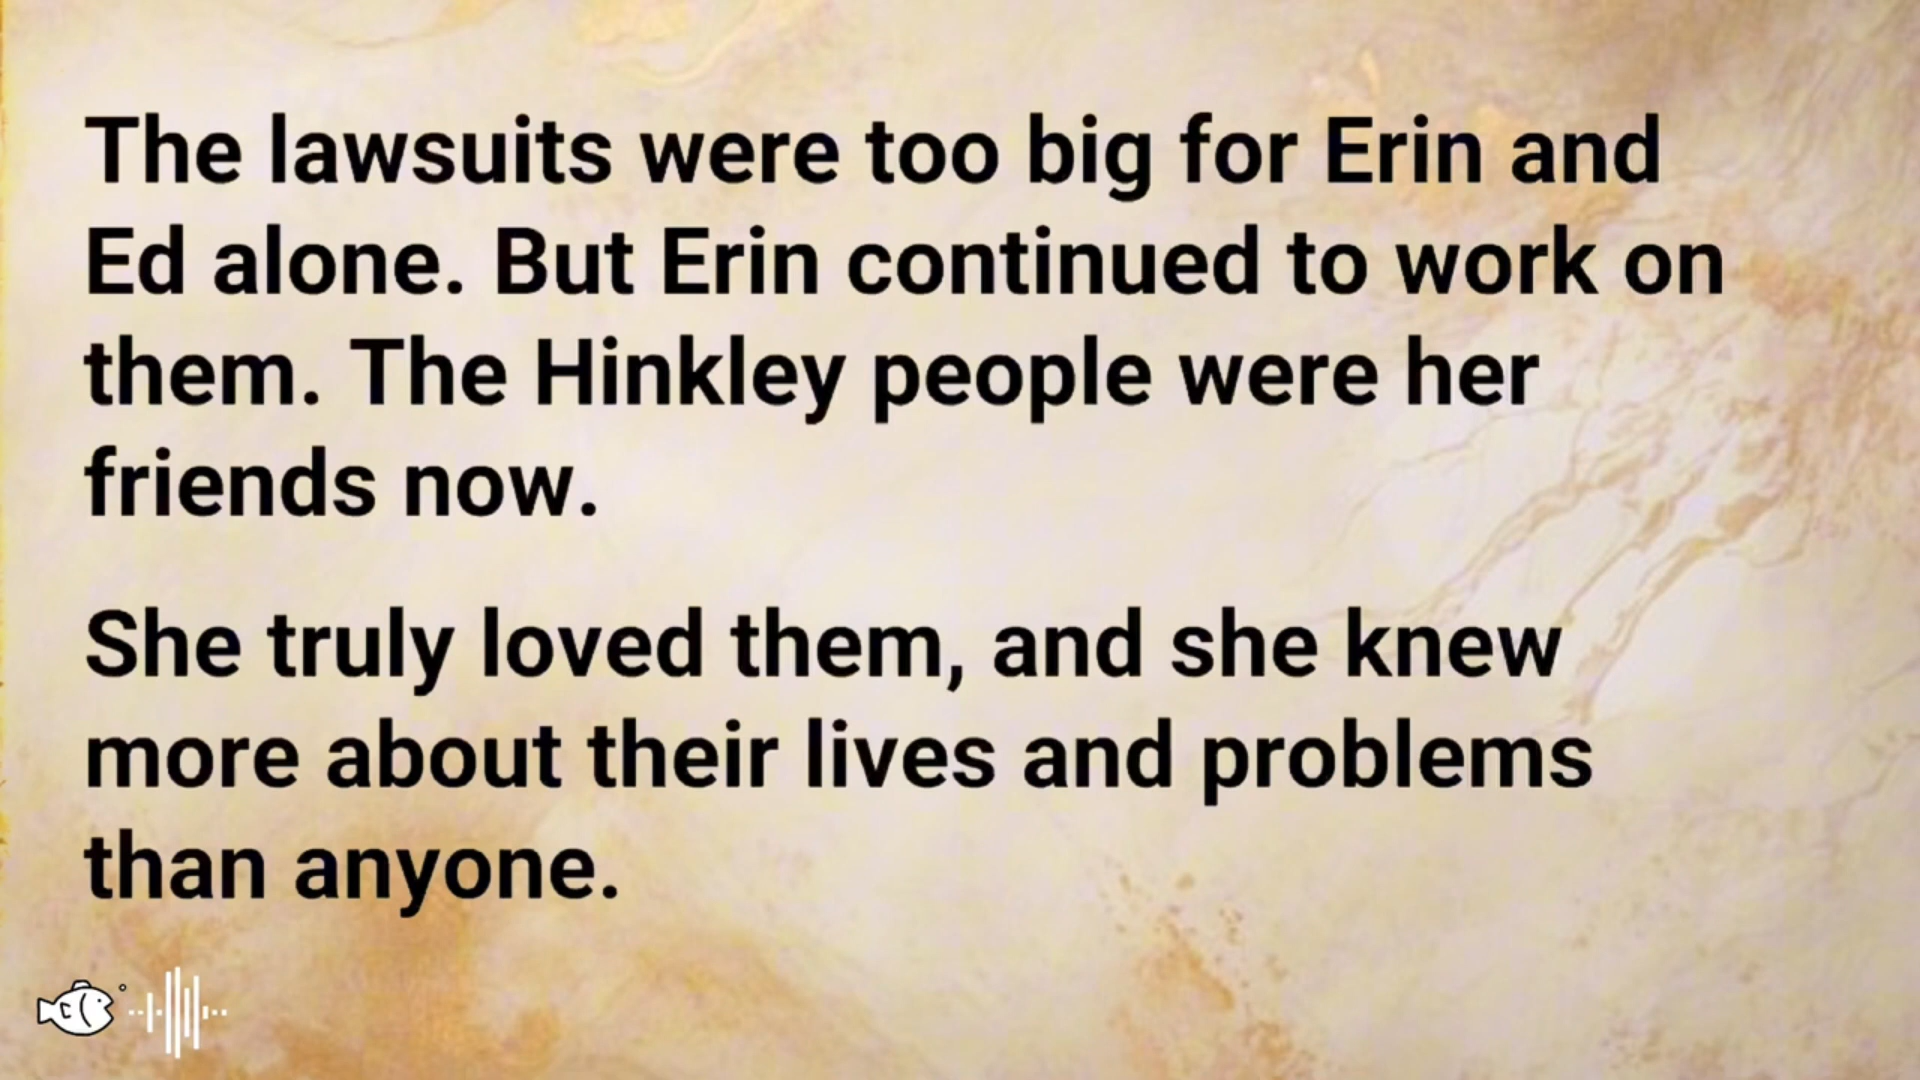 The lawsuits were too big for Erin and
Ed alone. But Erin continued to work on
them. The Hinkley people were her
friends now.
She truly loved them, and she knew
more about their lives and problems
than anyone.